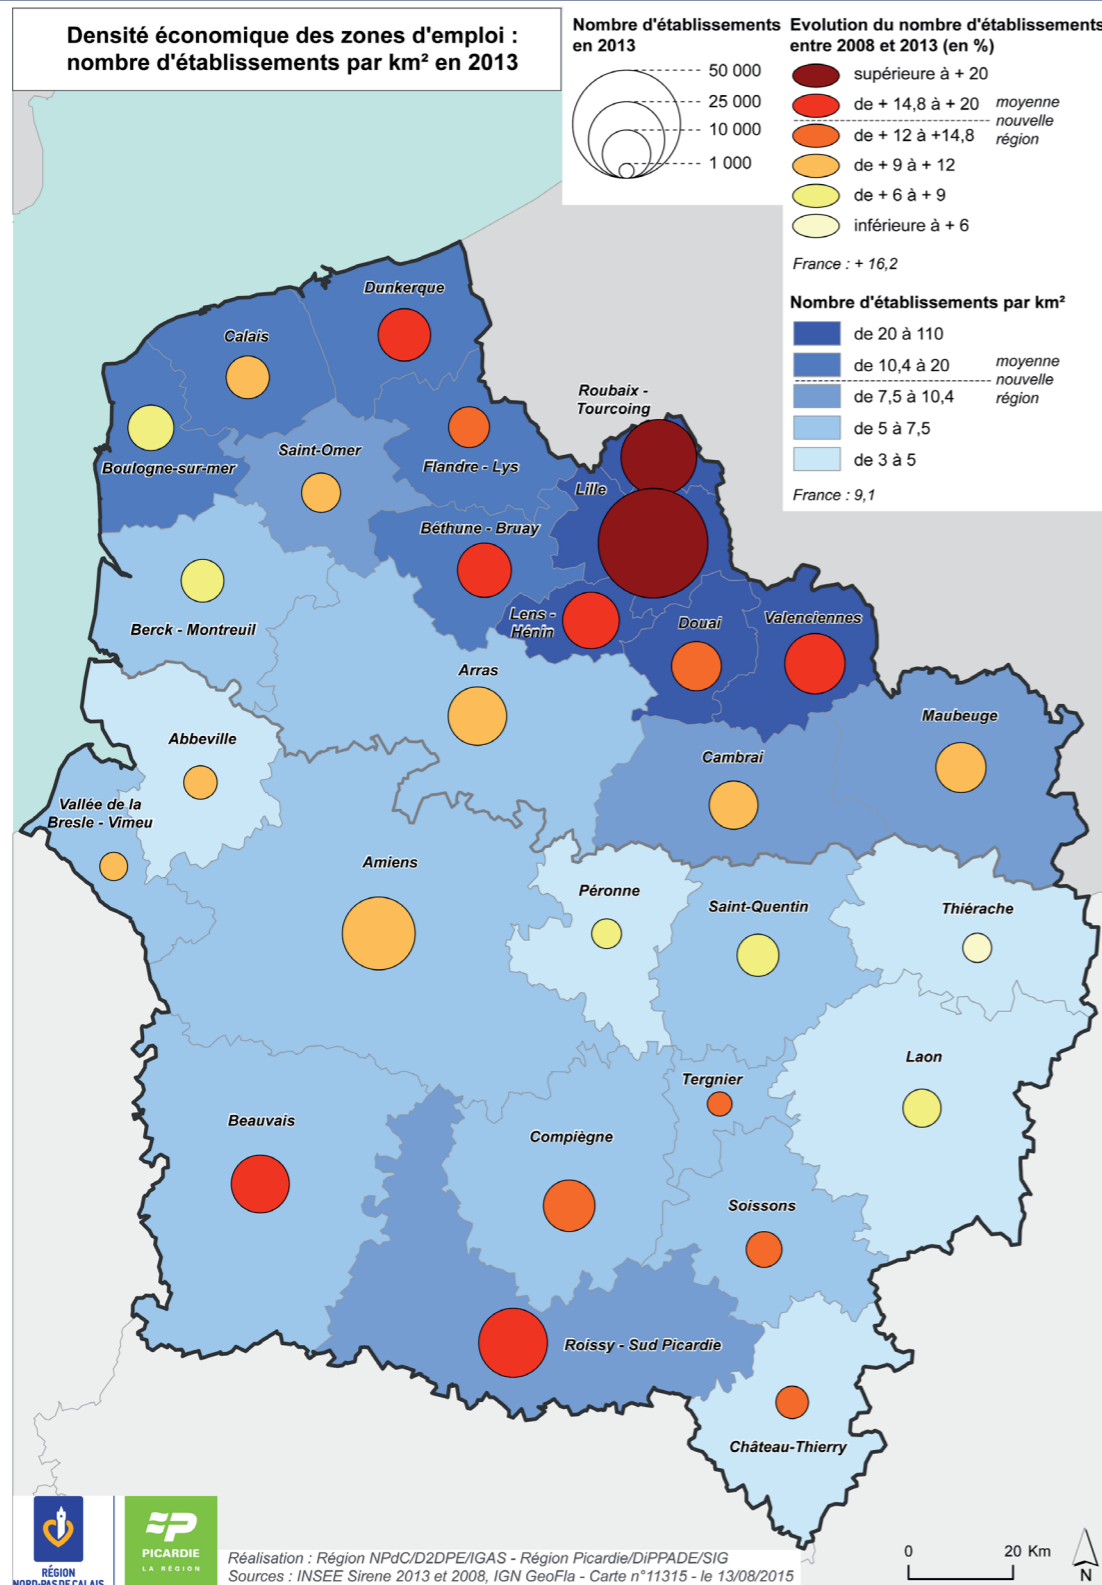 Densité économique des zones d'emploi :
nombre d'établissements par km² en 2013
Nombre d'établissements
en 2013
50 000
25 000
10 000
1 000
Evolution du nombre d'établissements
entre 2008 et 2013 (en %)
supérieure à + 20
de + 14,8 à + 20
moyenne
nouvelle
région
de + 12 à +14,8
de + 9 à + 12
de + 6 à + 9
inférieure à + 6
France : + 16,2
Nombre d'établissements par km²
de 20 à 110
de 10,4 à 20
moyenne
nouvelle
région
de 7,5 à 10,4
de 5 à 7,5
de 3 à 5
France : 9,1
Dunkerque
Calais
Roubaix -
Tourcoing
Boulogne-sur-mer
Saint-Omer
Flandre - Lys
Lille
Béthune - Bruay
Berck - Montreuil
Lens -
Hénin
Douai
Valenciennes
Arras
Maubeuge
Abbeville
Cambrai
Vallée de la
Bresle - Vimeu
Amiens
Péronne
Saint-Quentin
Thiérache
Laon
Tergnier
Beauvais
Compiègne
Soissons
Roissy - Sud Picardie
Château-Thierry
RÉGION
NORD-PAS DE CALAIS
PICARDIE
LA RÉGION
Réalisation : Région NPdC/D2DPE/IGAS - Région Picardie/DiPPADE/SIG
Sources : INSEE Sirene 2013 et 2008, IGN GeoFla - Carte n°11315 - le 13/08/2015
0
20 Km
N